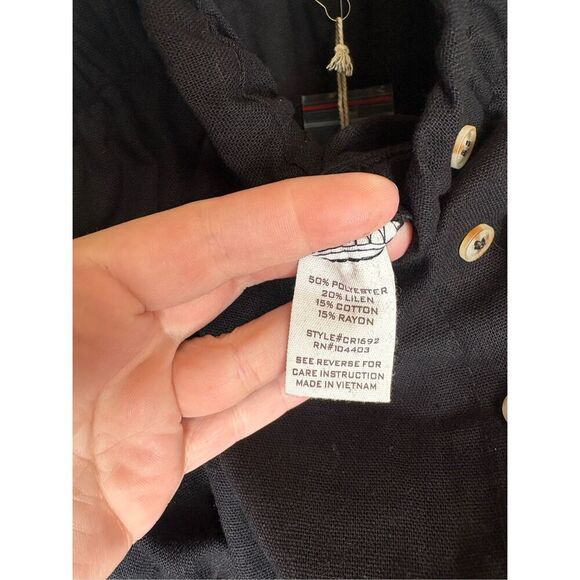 50% POLYESTER
20% LILEN
15% COTTON
15% RAYON
STYLE#CR1692
RN#104403
SEE REVERSE FOR
CARE INSTRUCTION
MADE IN VIETNAM